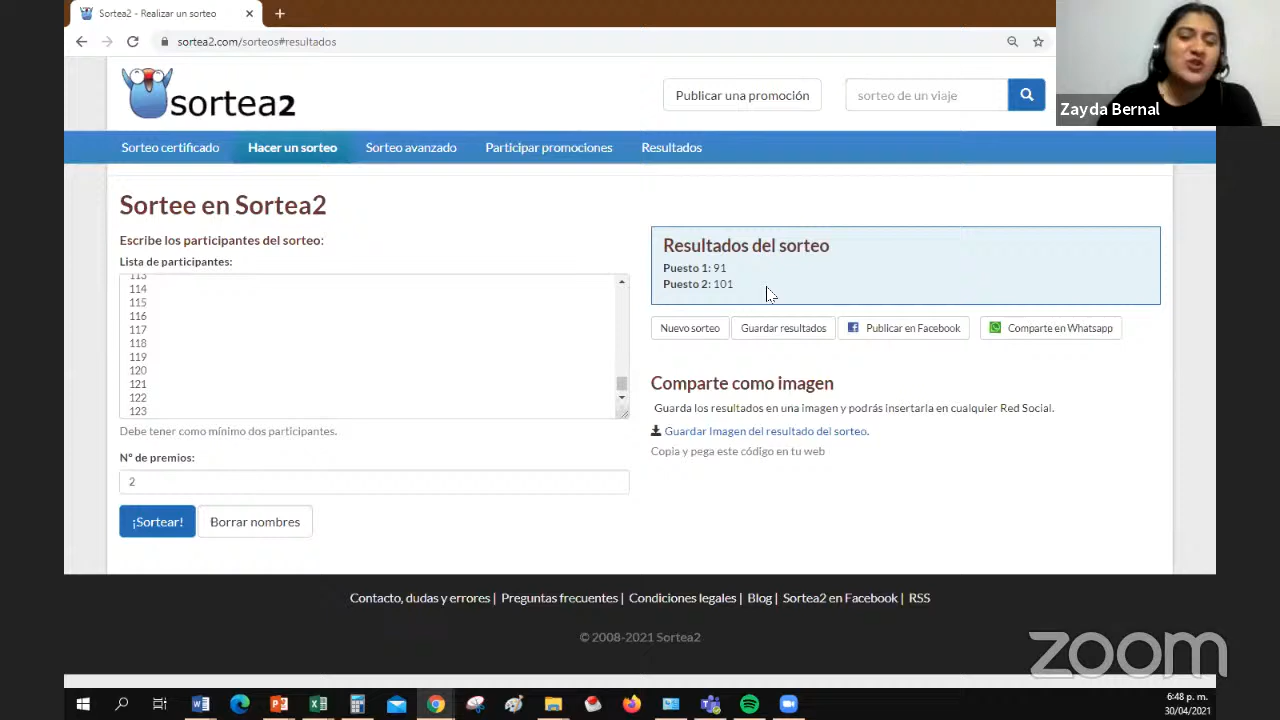 Sortea2 - Realizar un sorteo
sortea2.com/sorteos#resultados
Zayda Bernal
sortea2
Publicar una promoción
sorteo de un viaje
Sorteo certificado
Hacer un sorteo
Sorteo avanzado
Participar promociones
Resultados
Sortee en Sortea2
Escribe los participantes del sorteo:
Lista de participantes:
113
114
115
116
117
118
119
120
121
122
123
Debe tener como mínimo dos participantes.
Nº de premios:
2
¡Sortear!
Borrar nombres
Resultados del sorteo
Puesto 1: 91
Puesto 2: 101
Nuevo sorteo
Guardar resultados
Publicar en Facebook
Comparte en Whatsapp
Comparte como imagen
Guarda los resultados en una imagen y podrás insertarla en cualquier Red Social.
Guardar Imagen del resultado del sorteo.
Copia y pega este código en tu web
Contacto, dudas y errores | Preguntas frecuentes | Condiciones legales | Blog | Sortea2 en Facebook | RSS
© 2008-2021 Sortea2
zoom
6:48 p. m.
30/04/2021